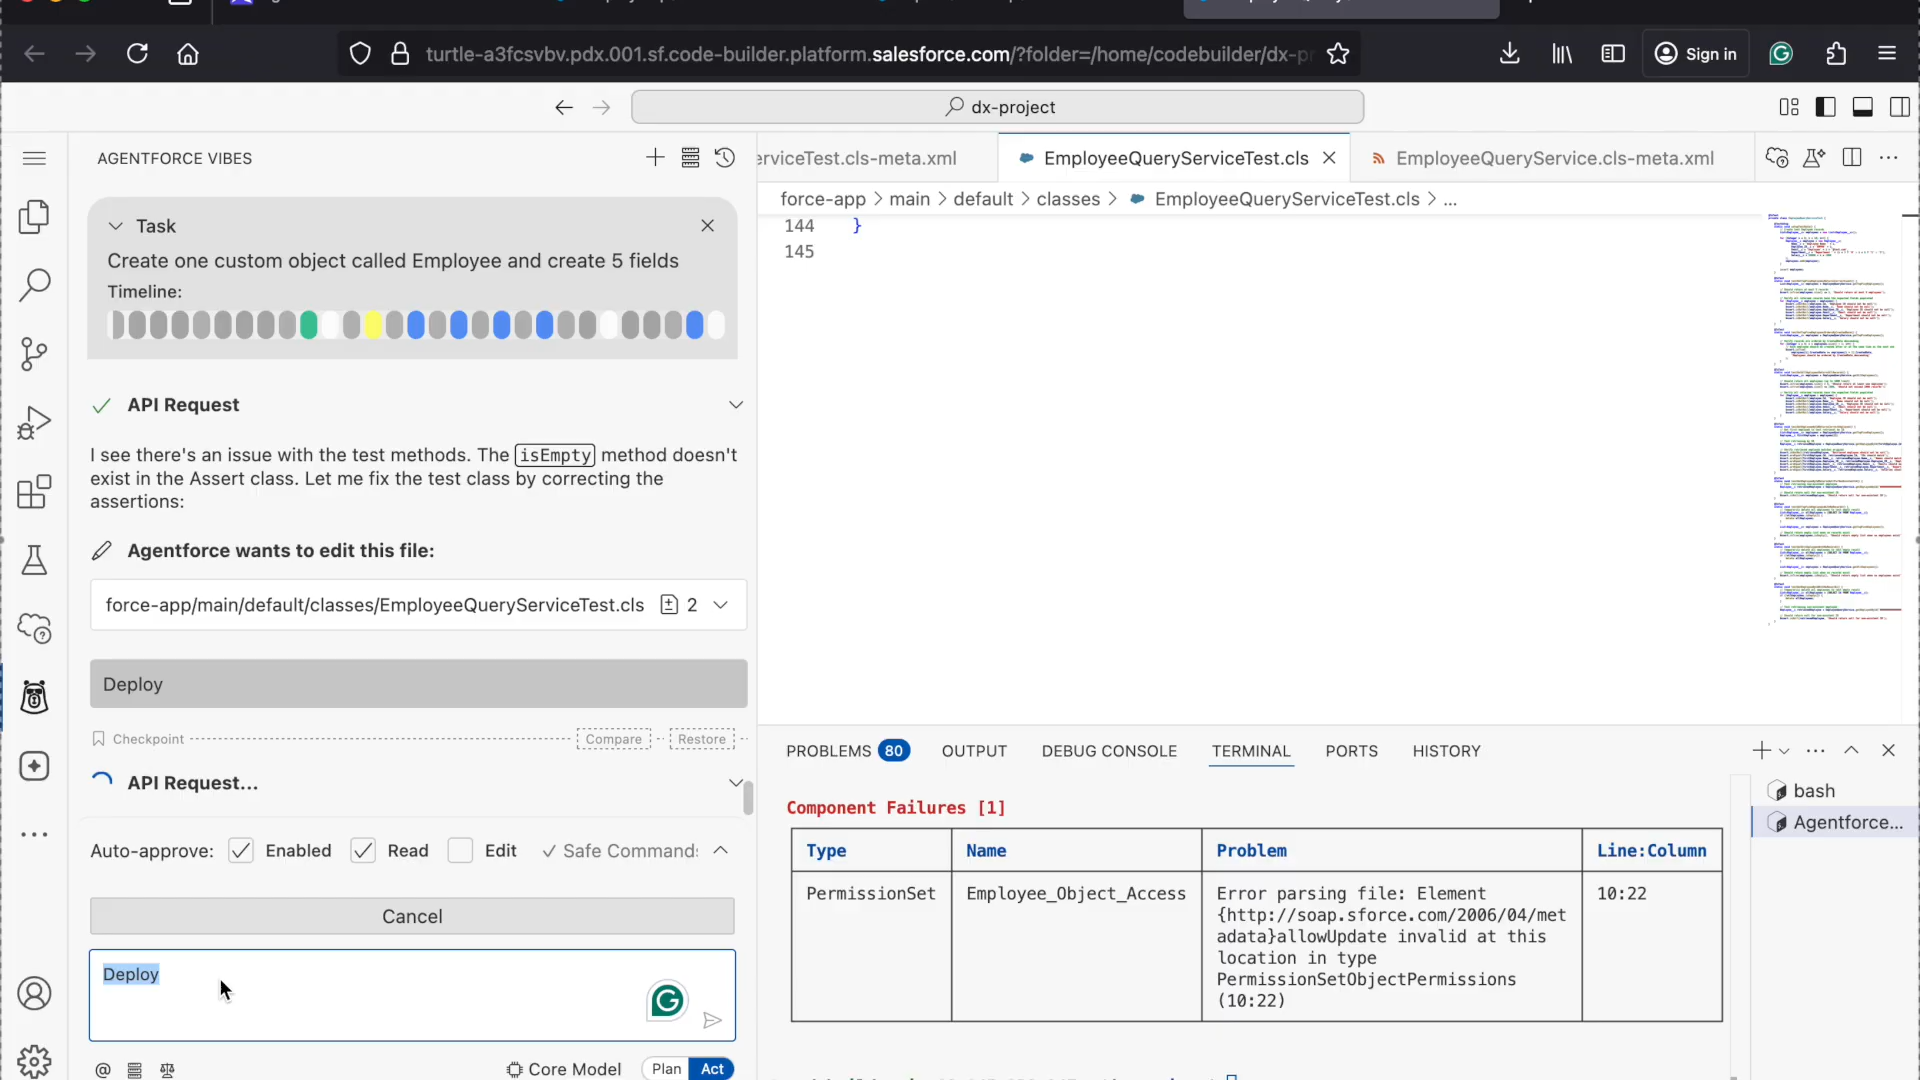 turtle-a3fcsvbv.pdx.001.sf.code-builder.platform.salesforce.com/?folder=/home/codebuilder/dx-pr
Sign in
dx-project
AGENTFORCE VIBES
erviceTest.cls-meta.xml
EmployeeQueryServiceTest.cls
EmployeeQueryService.cls-meta.xml
force-app > main > default > classes > EmployeeQueryServiceTest.cls > ...
144 }
145
Task
Create one custom object called Employee and create 5 fields
Timeline:
API Request
I see there's an issue with the test methods. The isEmpty method doesn't
exist in the Assert class. Let me fix the test class by correcting the
assertions:
Agentforce wants to edit this file:
force-app/main/default/classes/EmployeeQueryServiceTest.cls 2
Deploy
Checkpoint Compare Restore
API Request...
Auto-approve: Enabled Read Edit Safe Command
Cancel
Deploy
@ Core Model Plan Act
PROBLEMS 80 OUTPUT DEBUG CONSOLE TERMINAL PORTS HISTORY
bash
Agentforce...
Component Failures [1]
Type Name Problem Line:Column
PermissionSet Employee_Object_Access Error parsing file: Element 10:22
{http://soap.sforce.com/2006/04/met
adata}allowUpdate invalid at this
location in type
PermissionSetObjectPermissions
(10:22)